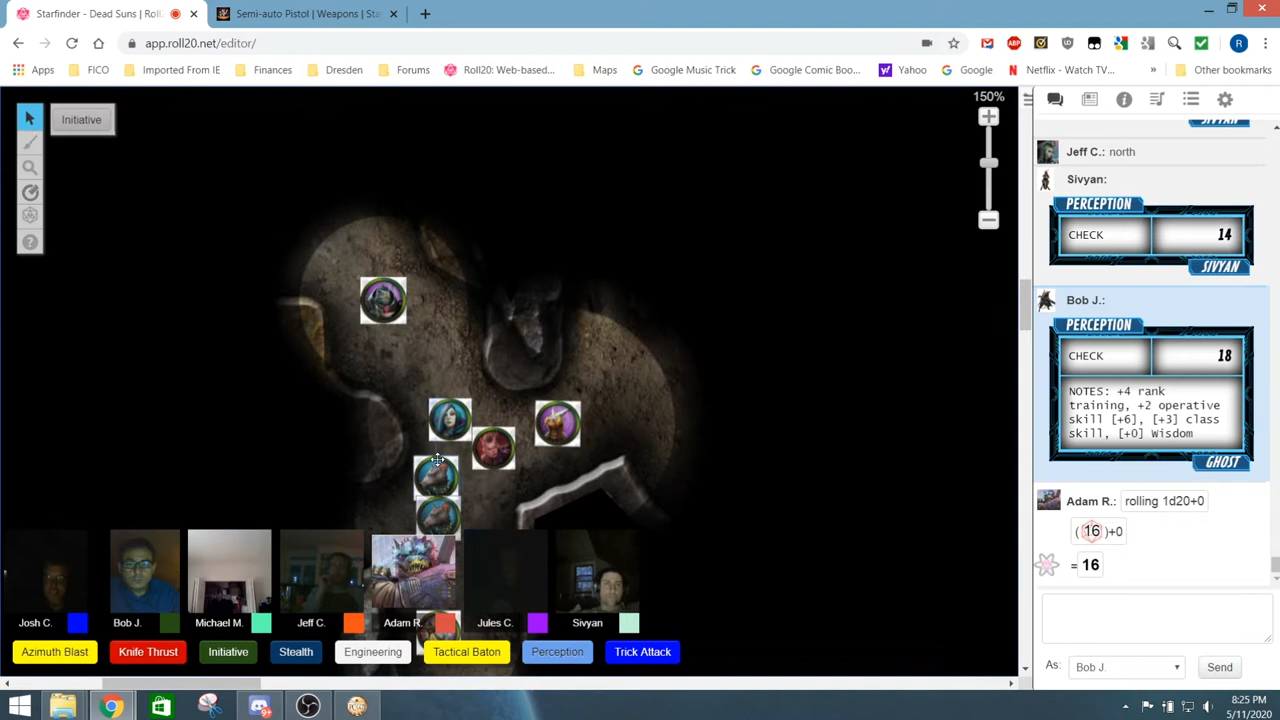 Starfinder - Dead Suns | Roll2
Semi-auto Pistol | Weapons | Sta
app.roll20.net/editor/
Apps
FICO
Imported From IE
Finances
Dresden
Forums
Roll20: Web-based...
Maps
Google Music Trick
Google Comic Boo...
Yahoo
Google
Netflix - Watch TV...
»
Other bookmarks
Initiative
150%
SIVYAN
Jeff C.: north
Sivyan:
PERCEPTION
CHECK 14
SIVYAN
Bob J.:
PERCEPTION
CHECK 18
NOTES: +4 rank
training, +2 operative
skill [+6], [+3] class
skill, [+0] Wisdom
GHOST
Adam R.: rolling 1d20+0
(16)+0
= 16
Josh C.
Bob J.
Michael M.
Jeff C.
Adam R.
Jules C.
Sivyan
Azimuth Blast
Knife Thrust
Initiative
Stealth
Engineering
Tactical Baton
Perception
Trick Attack
As: Bob J. Send
8:25 PM
5/11/2020